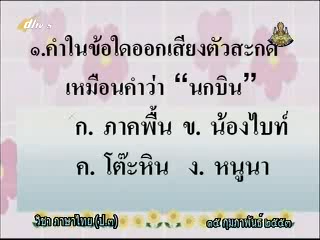 ๑.คำในข้อใดออกเสียงตัวสะกด
เหมือนคำว่า “นกบิน”
ก. ภาคพื้น ข. น้องไบท์
ค. โต๊ะหิน ง. หนูนา
วิชา ภาษาไทย (ป.๓)
๑๕ กุมภาพันธ์ ๒๕๕๓